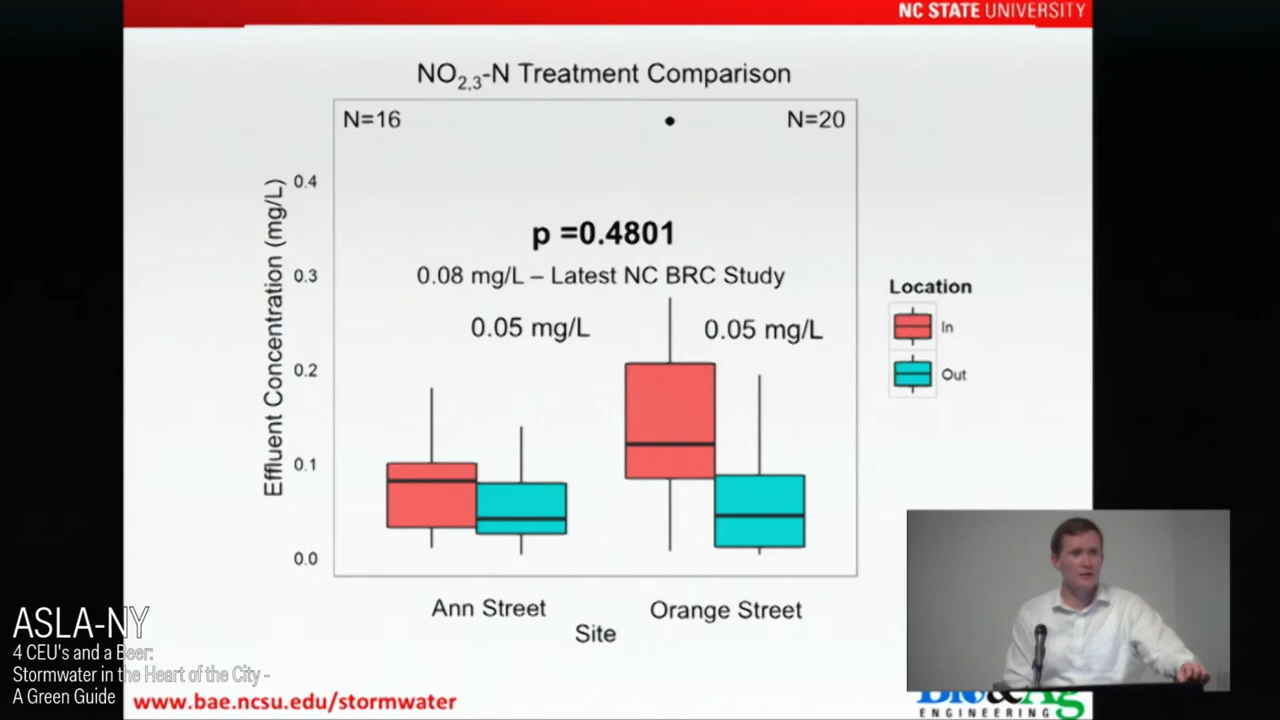 NC STATE UNIVERSITY
NO2,3-N Treatment Comparison
N=16
N=20
0.4
p =0.4801
0.3
0.08 mg/L – Latest NC BRC Study
0.05 mg/L
0.05 mg/L
0.2
0.1
0.0
Effluent Concentration (mg/L)
Location
In
Out
Ann Street
Orange Street
Site
ASLA-NY
4 CEU's and a Beer:
Stormwater in the Heart of the City -
A Green Guide
www.bae.ncsu.edu/stormwater
Bio&Ag
ENGINEERING